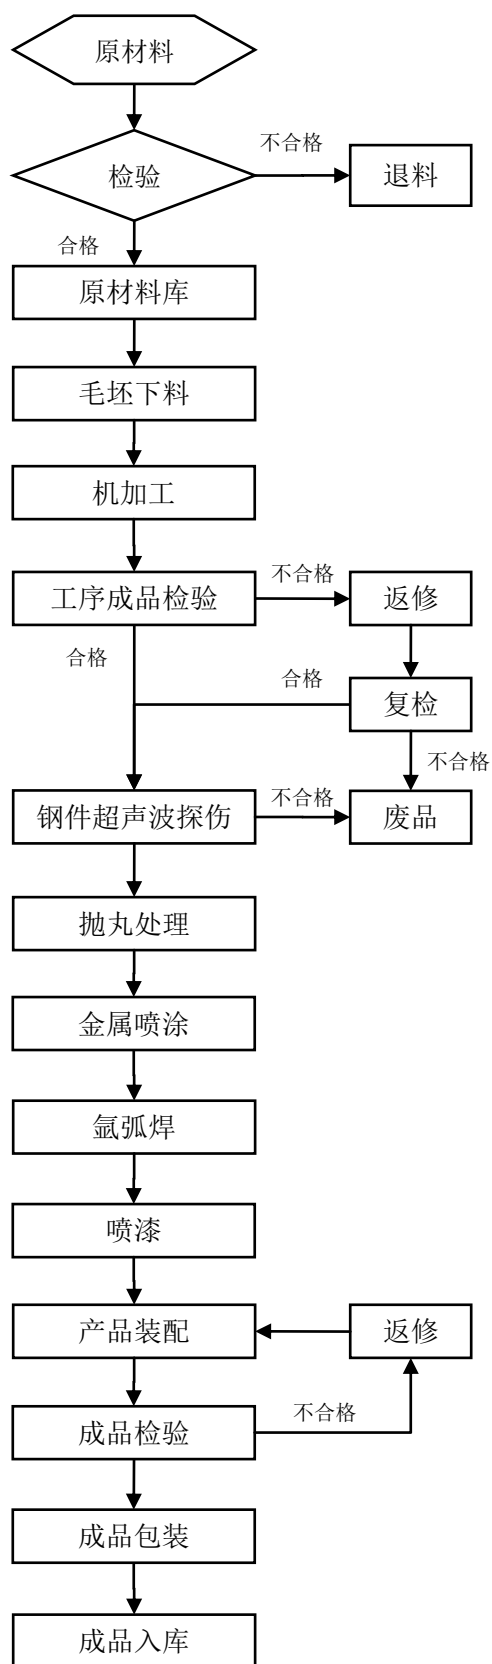 原材料
检验
不合格
退料
合格
原材料库
毛坯下料
机加工
工序成品检验
不合格
返修
合格
合格
复检
不合格
钢件超声波探伤
不合格
废品
抛丸处理
金属喷涂
氩弧焊
喷漆
产品装配
返修
成品检验
不合格
成品包装
成品入库